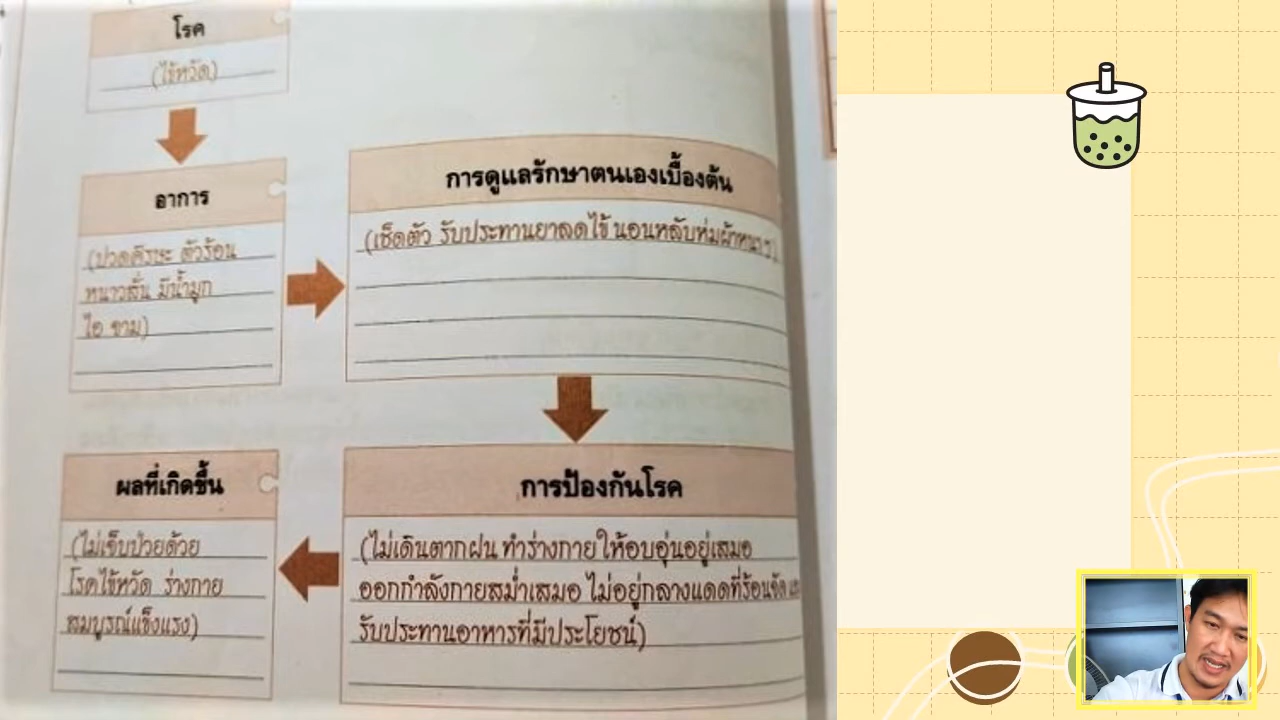 โรค
(ไข้หวัด)
อาการ
(ปวดศีรษะ ตัวร้อน
หนาวสั่น มีน้ำมูก
ไอ จาม)
การดูแลรักษาตนเองเบื้องต้น
(เช็ดตัว รับประทานยาลดไข้ นอนหลับห่มผ้าหนาๆ)
การป้องกันโรค
(ไม่เดินตากฝน ทำร่างกายให้อบอุ่นอยู่เสมอ
ออกกำลังกายสม่ำเสมอ ไม่อยู่กลางแดดที่ร้อนจัด
รับประทานอาหารที่มีประโยชน์)
ผลที่เกิดขึ้น
(ไม่เจ็บป่วยด้วย
โรคไข้หวัด ร่างกาย
สมบูรณ์แข็งแรง)